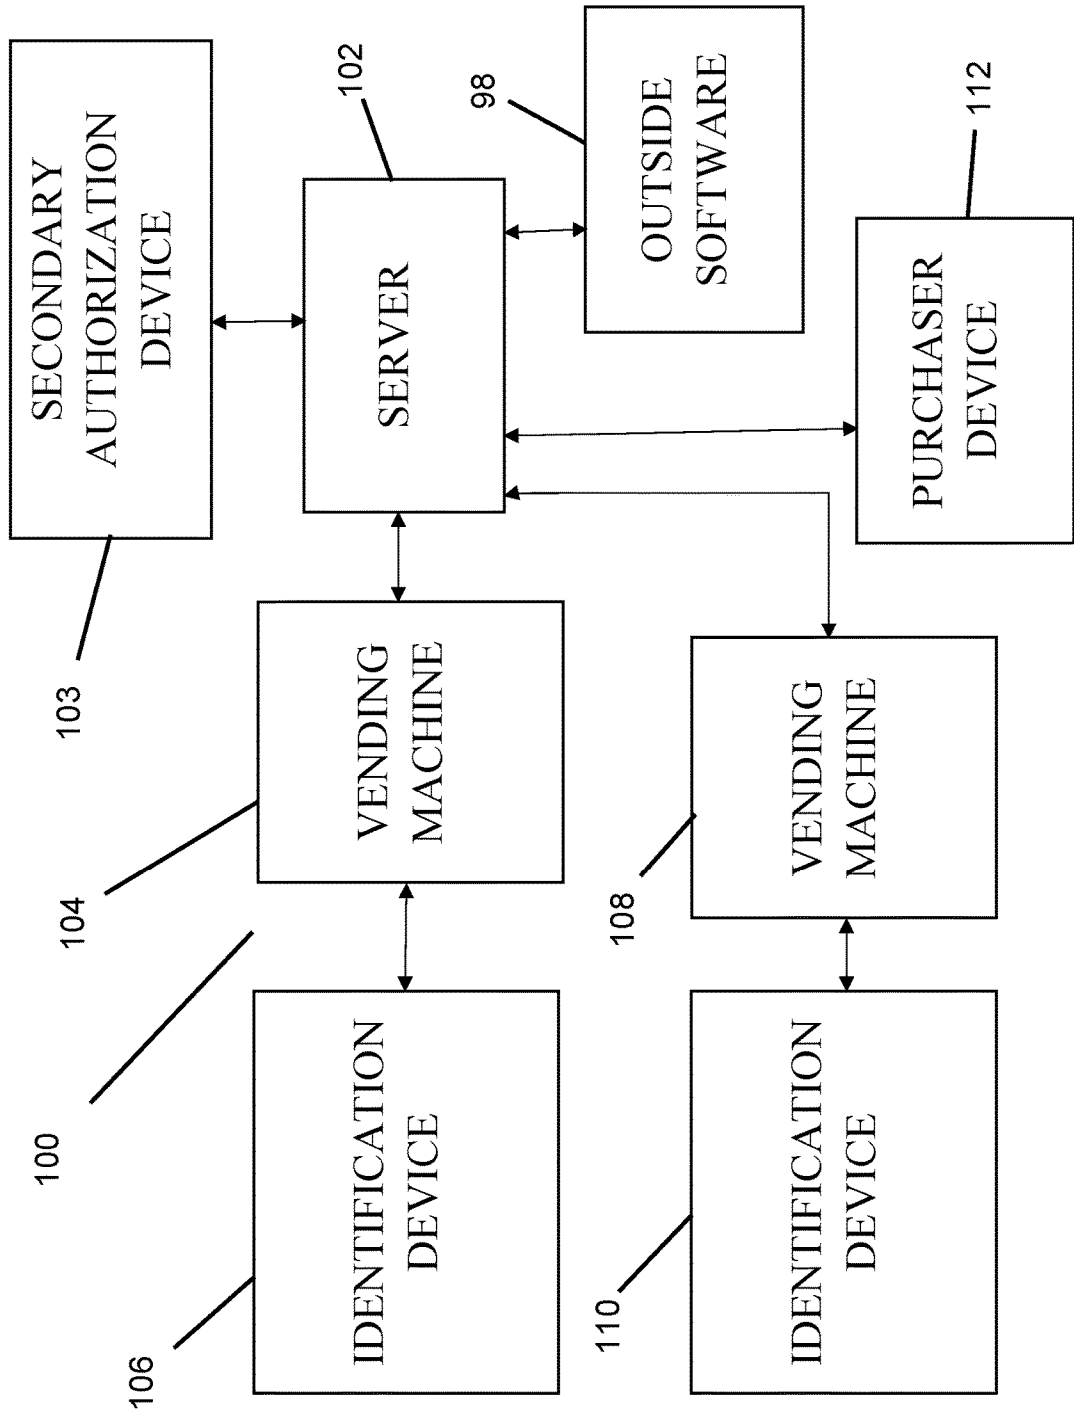 100
106
IDENTIFICATION
DEVICE
104
VENDING
MACHINE
103
SECONDARY
AUTHORIZATION
DEVICE
SERVER
102
110
IDENTIFICATION
DEVICE
108
VENDING
MACHINE
98
OUTSIDE
SOFTWARE
PURCHASER
DEVICE
112